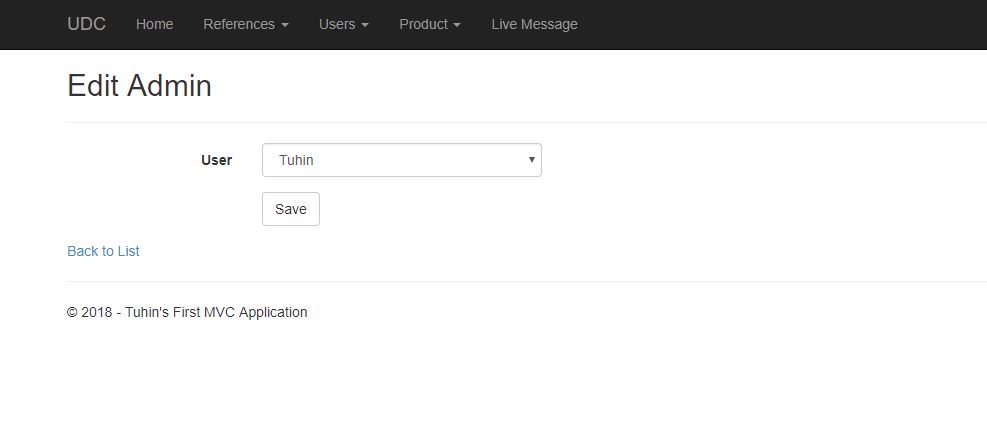 UDC Home References Users Product Live Message
Edit Admin
User Tuhin
Save
Back to List
© 2018 - Tuhin's First MVC Application